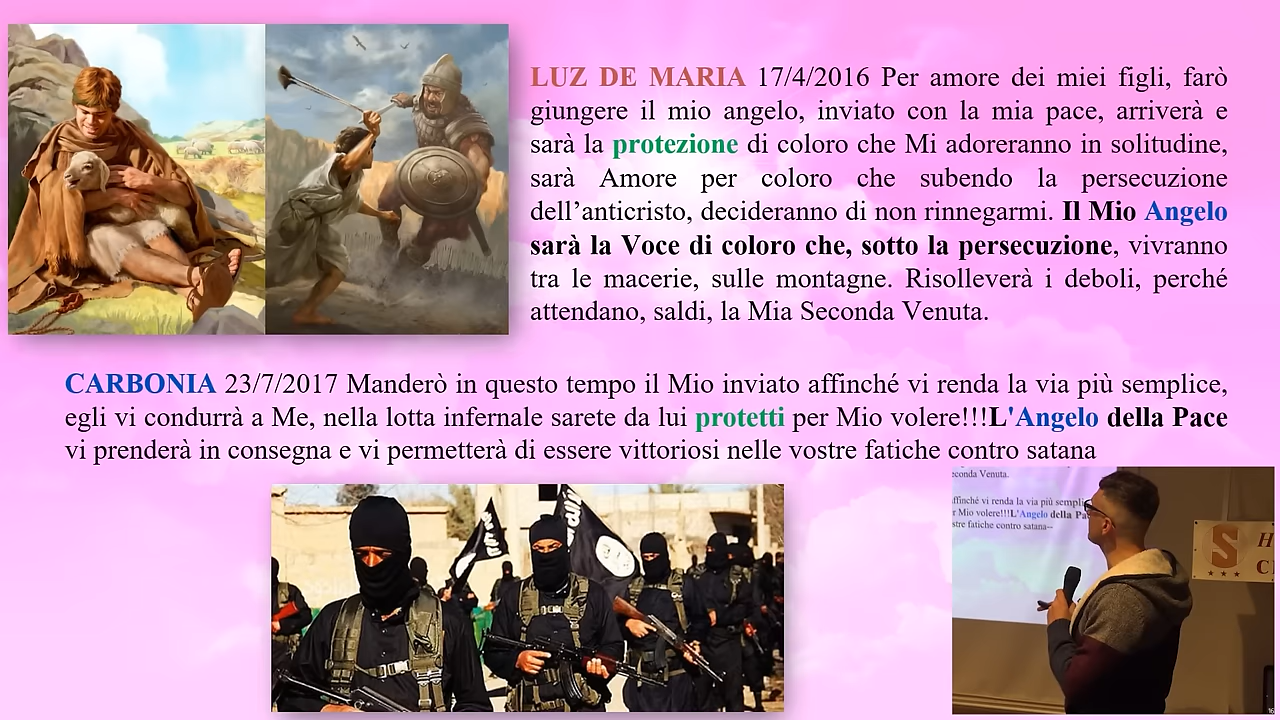 LUZ DE MARIA 17/4/2016 Per amore dei miei figli, farò
giungere il mio angelo, inviato con la mia pace, arriverà e
sarà la protezione di coloro che Mi adoreranno in solitudine,
sarà Amore per coloro che subendo la persecuzione
dell’anticristo, decideranno di non rinnegarmi. Il Mio Angelo
sarà la Voce di coloro che, sotto la persecuzione, vivranno
tra le macerie, sulle montagne. Risolleverà i deboli, perché
attendano, saldi, la Mia Seconda Venuta.
CARBONIA 23/7/2017 Manderò in questo tempo il Mio inviato affinché vi renda la via più semplice,
egli vi condurrà a Me, nella lotta infernale sarete da lui protetti per Mio volere!!!L'Angelo della Pace
vi prenderà in consegna e vi permetterà di essere vittoriosi nelle vostre fatiche contro satana
econda Venuta.
ffinché vi renda la via più sempli
r Mio volere!!!L'Angelo della Pa
stre fatiche contro satana--
S H
C
16